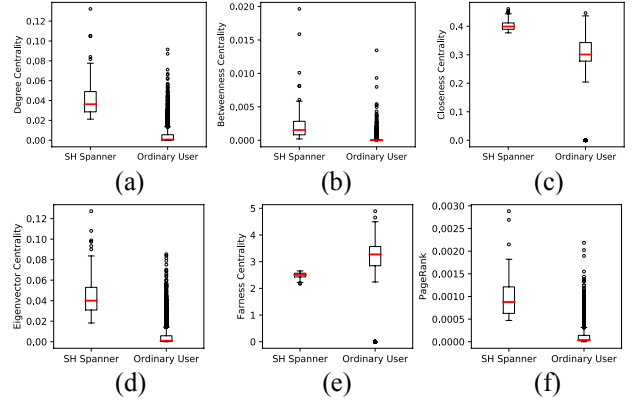 Degree Centrality
0.12
0.10
0.08
0.06
0.04
0.02
0.00
SH Spanner Ordinary User
(a)
Betweenness Centrality
0.020
0.015
0.010
0.005
0.000
SH Spanner Ordinary User
(b)
Closeness Centrality
0.4
0.3
0.2
0.1
0.0
SH Spanner Ordinary User
(c)
Eigenvector Centrality
0.12
0.10
0.08
0.06
0.04
0.02
0.00
SH Spanner Ordinary User
(d)
Farness Centrality
5
4
3
2
1
0
SH Spanner Ordinary User
(e)
PageRank
0.0030
0.0025
0.0020
0.0015
0.0010
0.0005
0.0000
SH Spanner Ordinary User
(f)